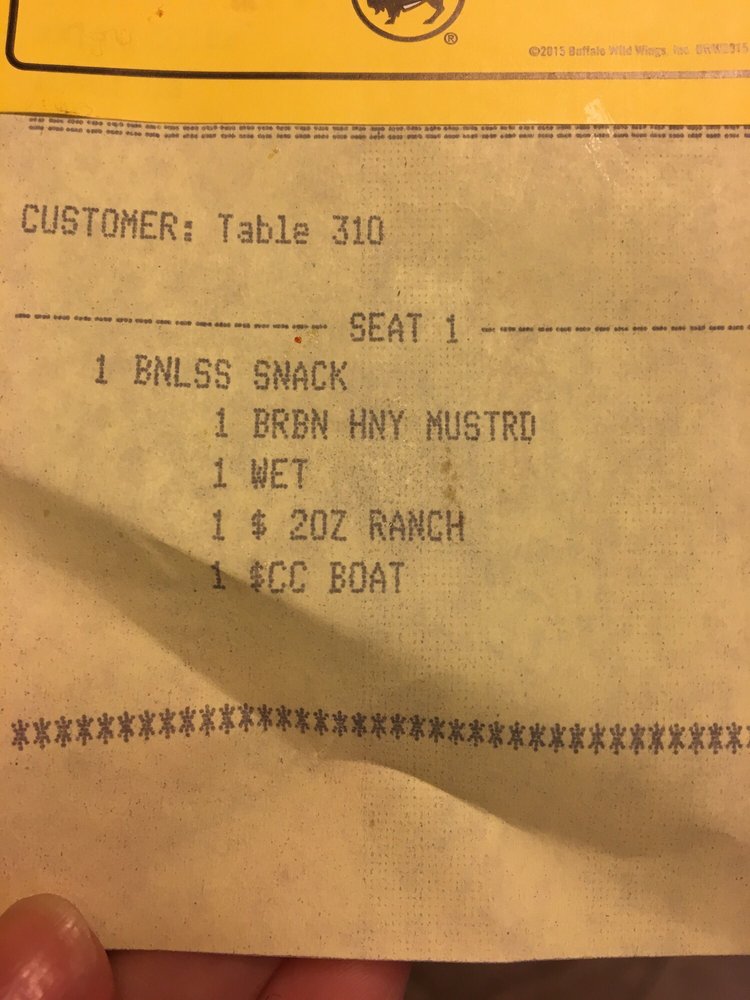 ®
©2015 Buffalo Wild Wings, Inc.
CUSTOMER: Table 310
SEAT 1
1 BNLSS SNACK
1 BRBN HNY MUSTRD
1 WET
1 $ 2OZ RANCH
1 $CC BOAT
***********************************